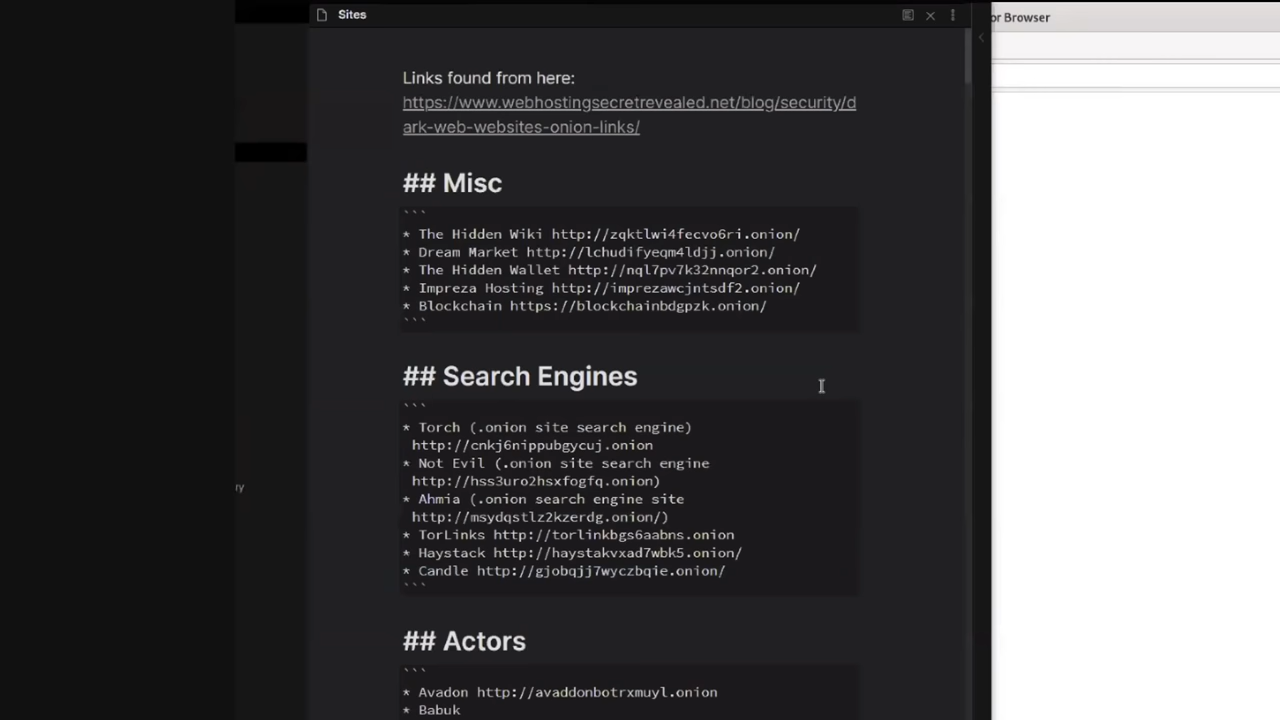 Sites
or Browser
Links found from here:
https://www.webhostingsecretrevealed.net/blog/security/d
ark-web-websites-onion-links/
## Misc
```
* The Hidden Wiki http://zqktlwi4fecvo6ri.onion/
* Dream Market http://lchudifyeqm4ldjj.onion/
* The Hidden Wallet http://nql7pv7k32nnqor2.onion/
* Impreza Hosting http://imprezawcjntsdf2.onion/
* Blockchain https://blockchainbdgpzk.onion/
```
## Search Engines
```
* Torch (.onion site search engine)
http://cnkj6nippubgycuj.onion
* Not Evil (.onion site search engine
http://hss3uro2hsxfogfq.onion)
* Ahmia (.onion search engine site
http://msydqstlz2kzerdg.onion/)
* TorLinks http://torlinkbgs6aabns.onion
* Haystack http://haystakvxad7wbk5.onion/
* Candle http://gjobqjj7wyczbqie.onion/
```
ry
## Actors
```
* Avadon http://avaddonbotrxmuyl.onion
* Babuk